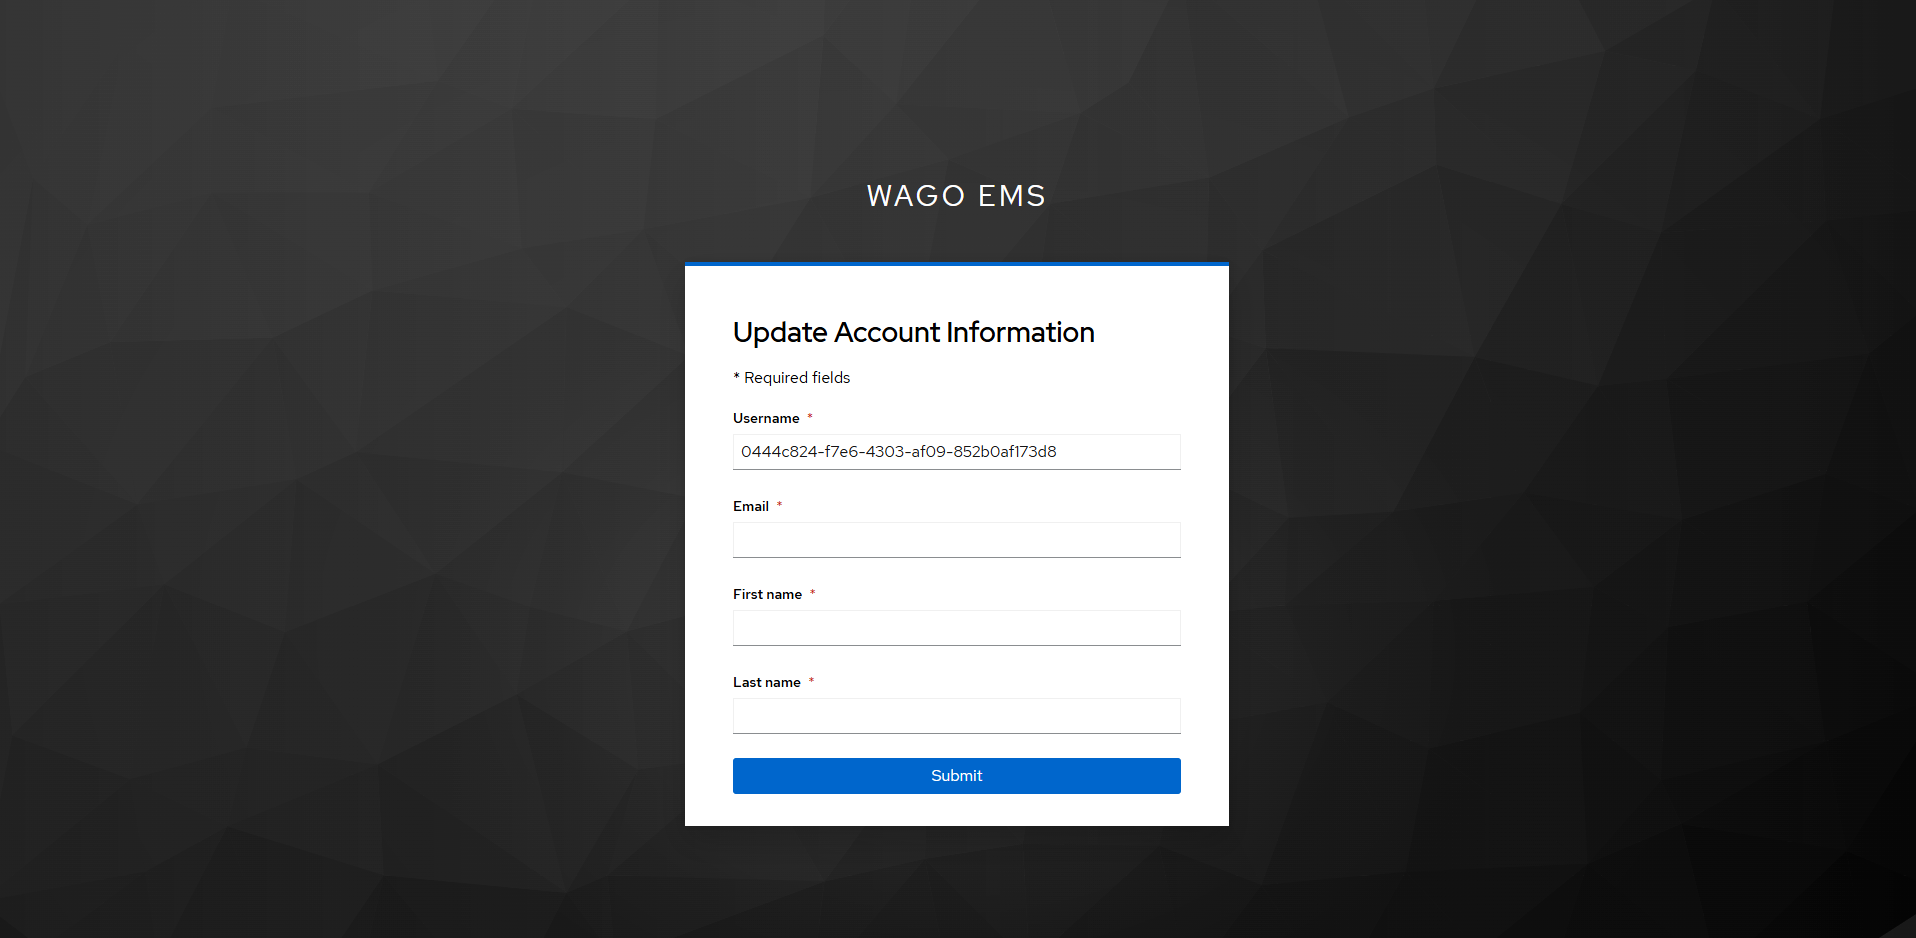 WAGO EMS
Update Account Information
* Required fields
Username *
0444c824-f7e6-4303-af09-852b0af173d8
Email *
First name *
Last name *
Submit